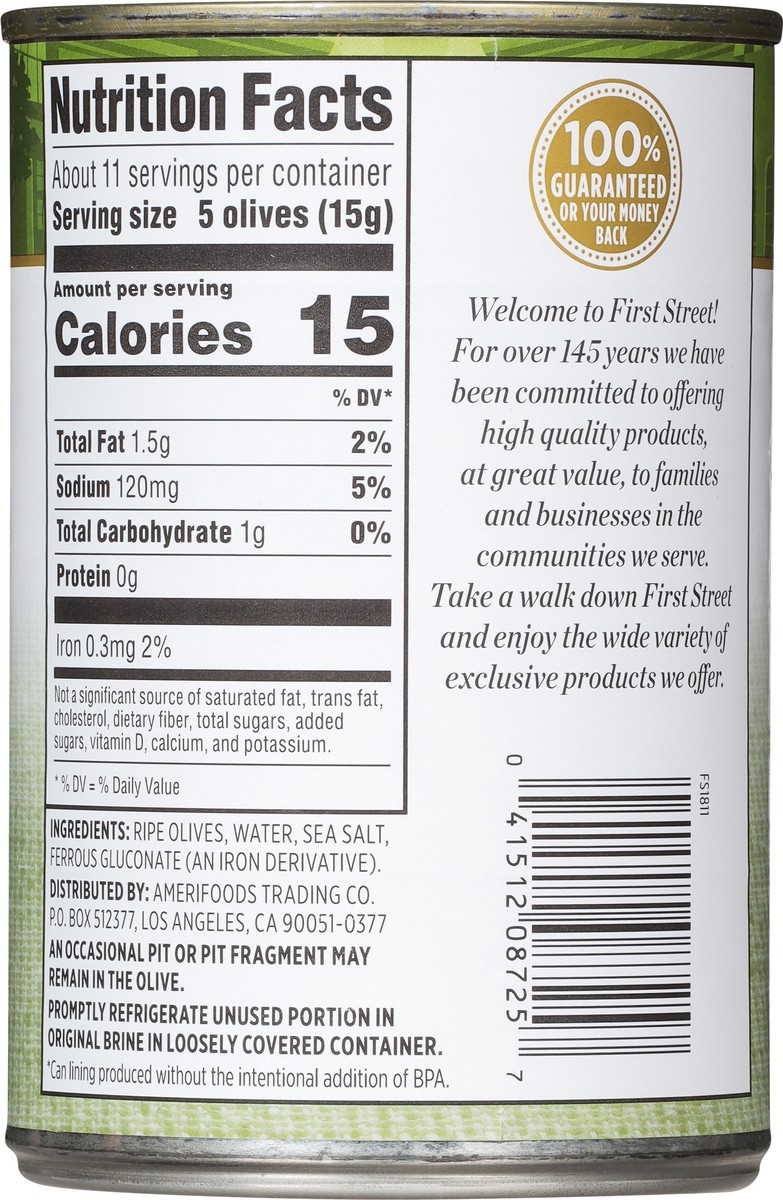 Nutrition Facts
About 11 servings per container
Serving size 5 olives (15g)
Amount per serving
Calories 15
% DV*
Total Fat 1.5g 2%
Sodium 120mg 5%
Total Carbohydrate 1g 0%
Protein 0g
Iron 0.3mg 2%
Not a significant source of saturated fat, trans fat,
cholesterol, dietary fiber, total sugars, added
sugars, vitamin D, calcium, and potassium.
* % DV = % Daily Value
INGREDIENTS: RIPE OLIVES, WATER, SEA SALT,
FERROUS GLUCONATE (AN IRON DERIVATIVE).
DISTRIBUTED BY: AMERIFOODS TRADING CO.
P.O. BOX 512377, LOS ANGELES, CA 90051-0377
AN OCCASIONAL PIT OR PIT FRAGMENT MAY
REMAIN IN THE OLIVE.
PROMPTLY REFRIGERATE UNUSED PORTION IN
ORIGINAL BRINE IN LOOSELY COVERED CONTAINER.
*Can lining produced without the intentional addition of BPA.
100%
GUARANTEED
OR YOUR MONEY
BACK
Welcome to First Street!
For over 145 years we have
been committed to offering
high quality products,
at great value, to families
and businesses in the
communities we serve.
Take a walk down First Street
and enjoy the wide variety of
exclusive products we offer.
FS1811
0 41512 08725 7